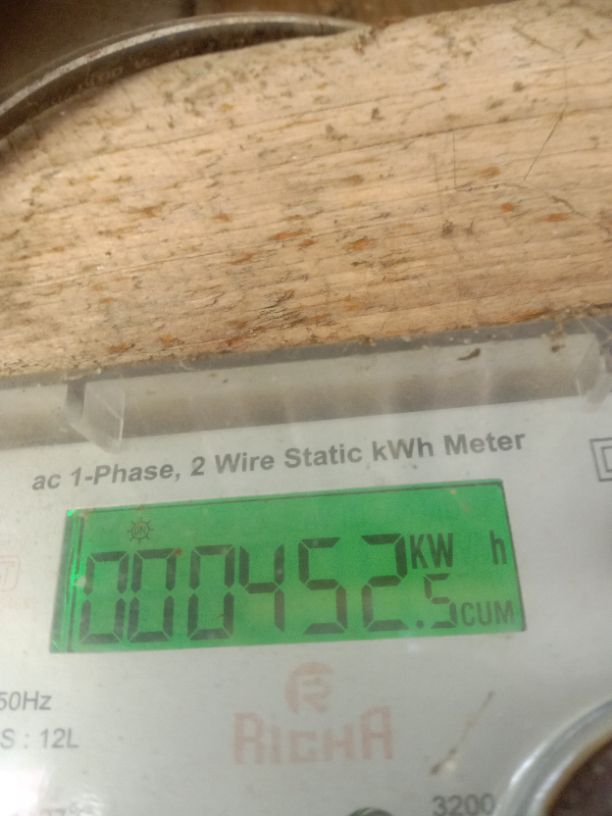 ac 1-Phase, 2 Wire Static kWh Meter
000452.5 KW h
CUM
50Hz
RICHA
S : 12L
3200